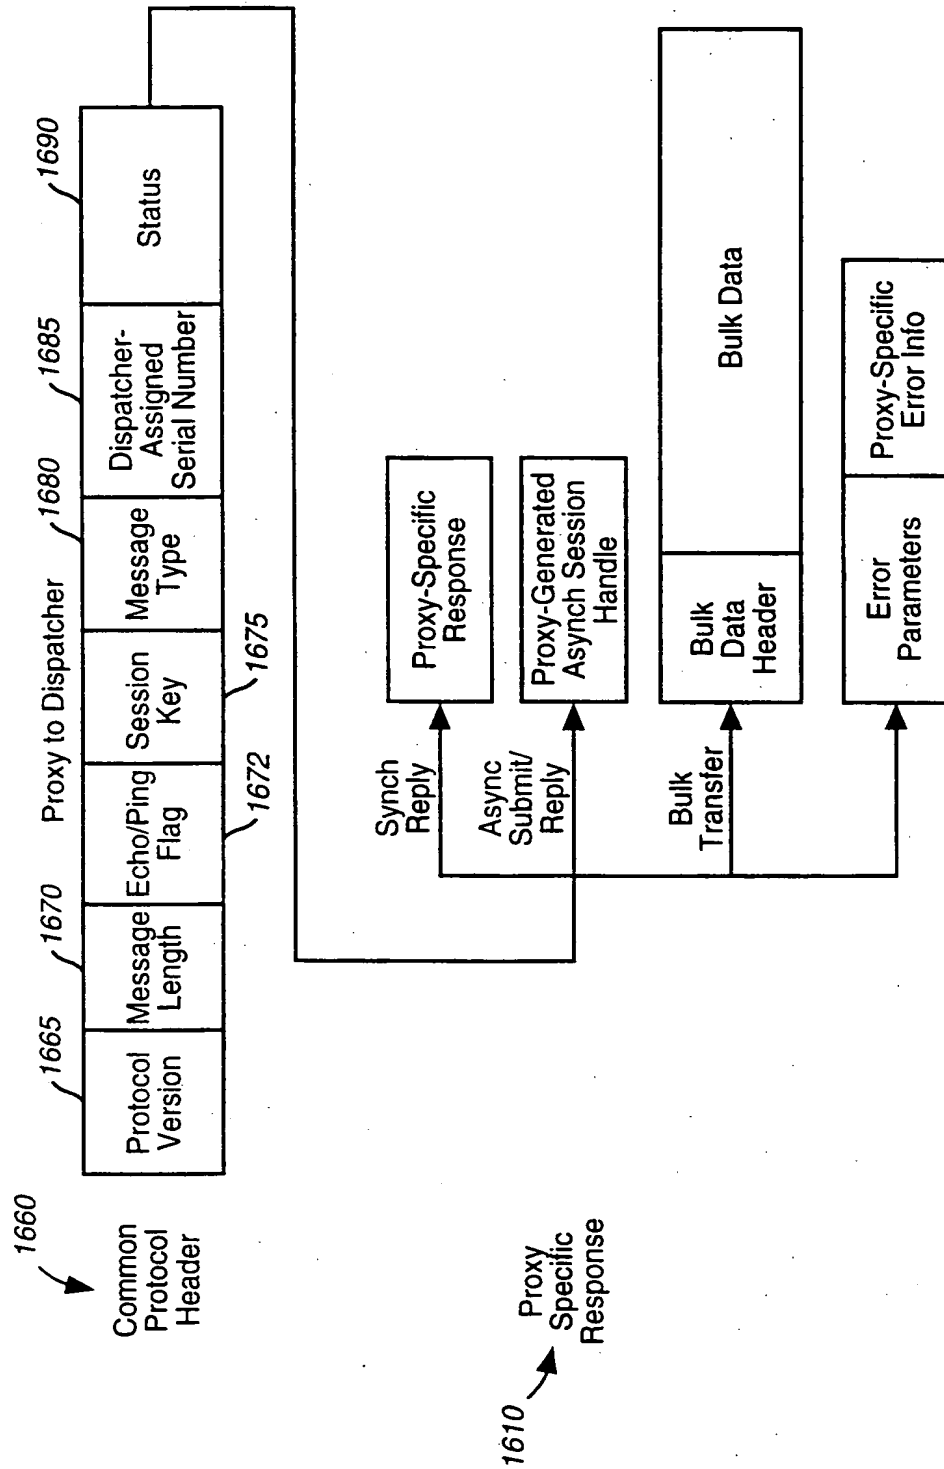 Proxy to Dispatcher
1660
Common
Protocol
Header
1665
Protocol
Version
1670
Message
Length
Echo/Ping
Flag
1672
Session
Key
1675
1680
Message
Type
1685
Dispatcher-
Assigned
Serial Number
1690
Status
1610
Proxy
Specific
Response
Synch
Reply
Proxy-Specific
Response
Async
Submit/
Reply
Proxy-Generated
Asynch Session
Handle
Bulk
Transfer
Bulk
Data
Header
Bulk Data
Error
Parameters
Proxy-Specific
Error Info